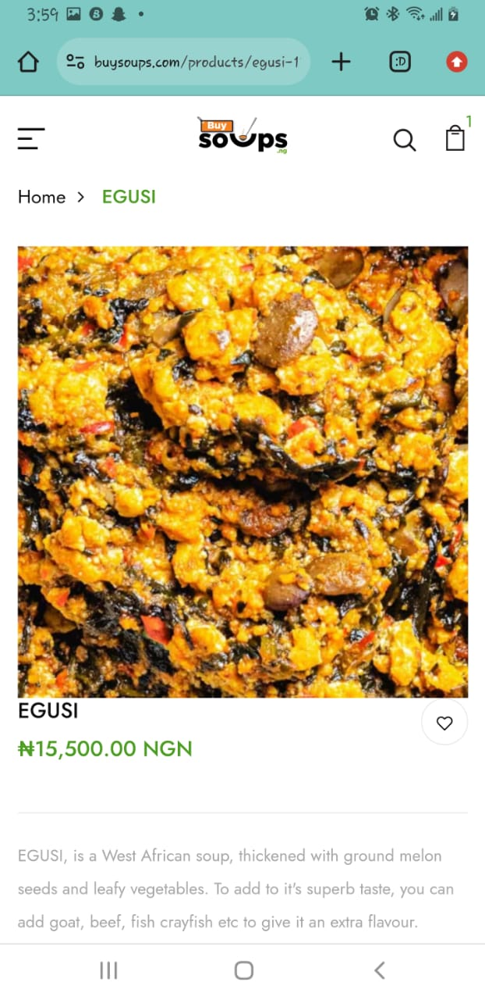 3:59
buysoups.com/products/egusi-1
:D
Buy
soups
.ng
1
Home > EGUSI
EGUSI
₦15,500.00 NGN
EGUSI, is a West African soup, thickened with ground melon
seeds and leafy vegetables. To add to it's superb taste, you can
add goat, beef, fish crayfish etc to give it an extra flavour.